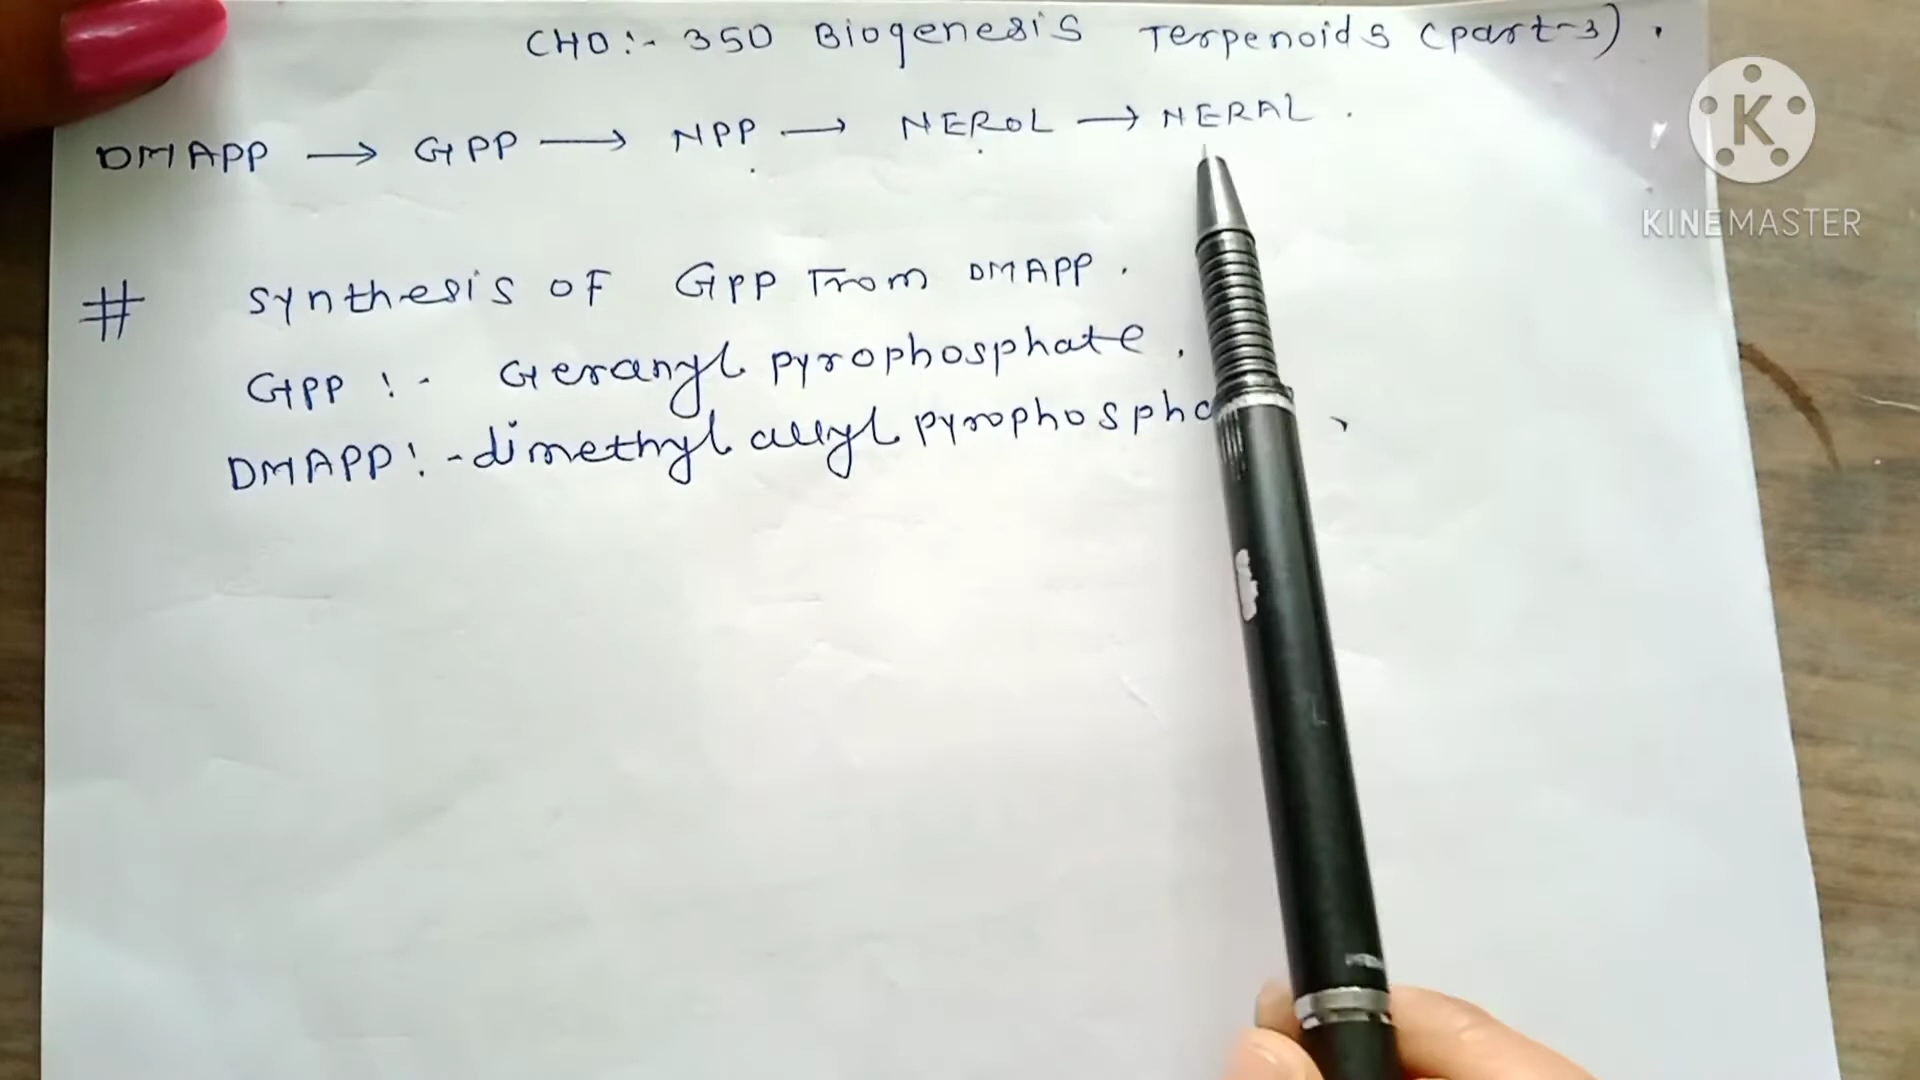 CHO:- 350 Biogenesis Terpenoids (part-3).
DMAPP → GPP → NPP → NEROL → NERAL.
K
KINEMASTER
# Synthesis of GPP From DMAPP.
GPP :- Geranyl pyrophosphate.
DMAPP :- dimethyl allyl